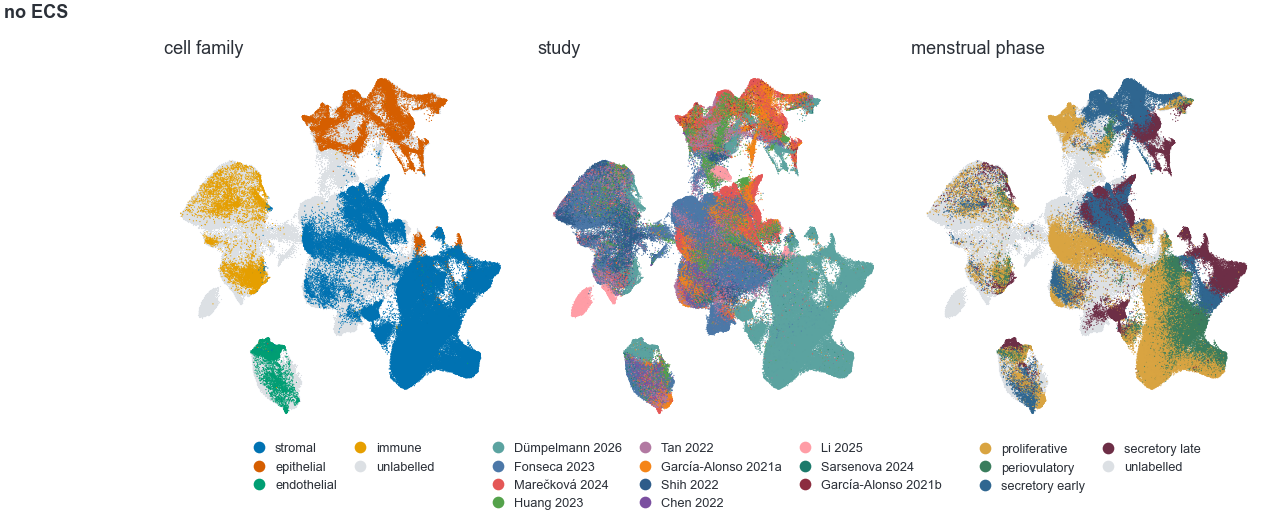 no ECS
cell family
study
menstrual phase
stromal
epithelial
endothelial
immune
unlabelled
Dümpelmann 2026
Fonseca 2023
Marečková 2024
Huang 2023
Tan 2022
García-Alonso 2021a
Shih 2022
Chen 2022
Li 2025
Sarsenova 2024
García-Alonso 2021b
proliferative
periovulatory
secretory early
secretory late
unlabelled